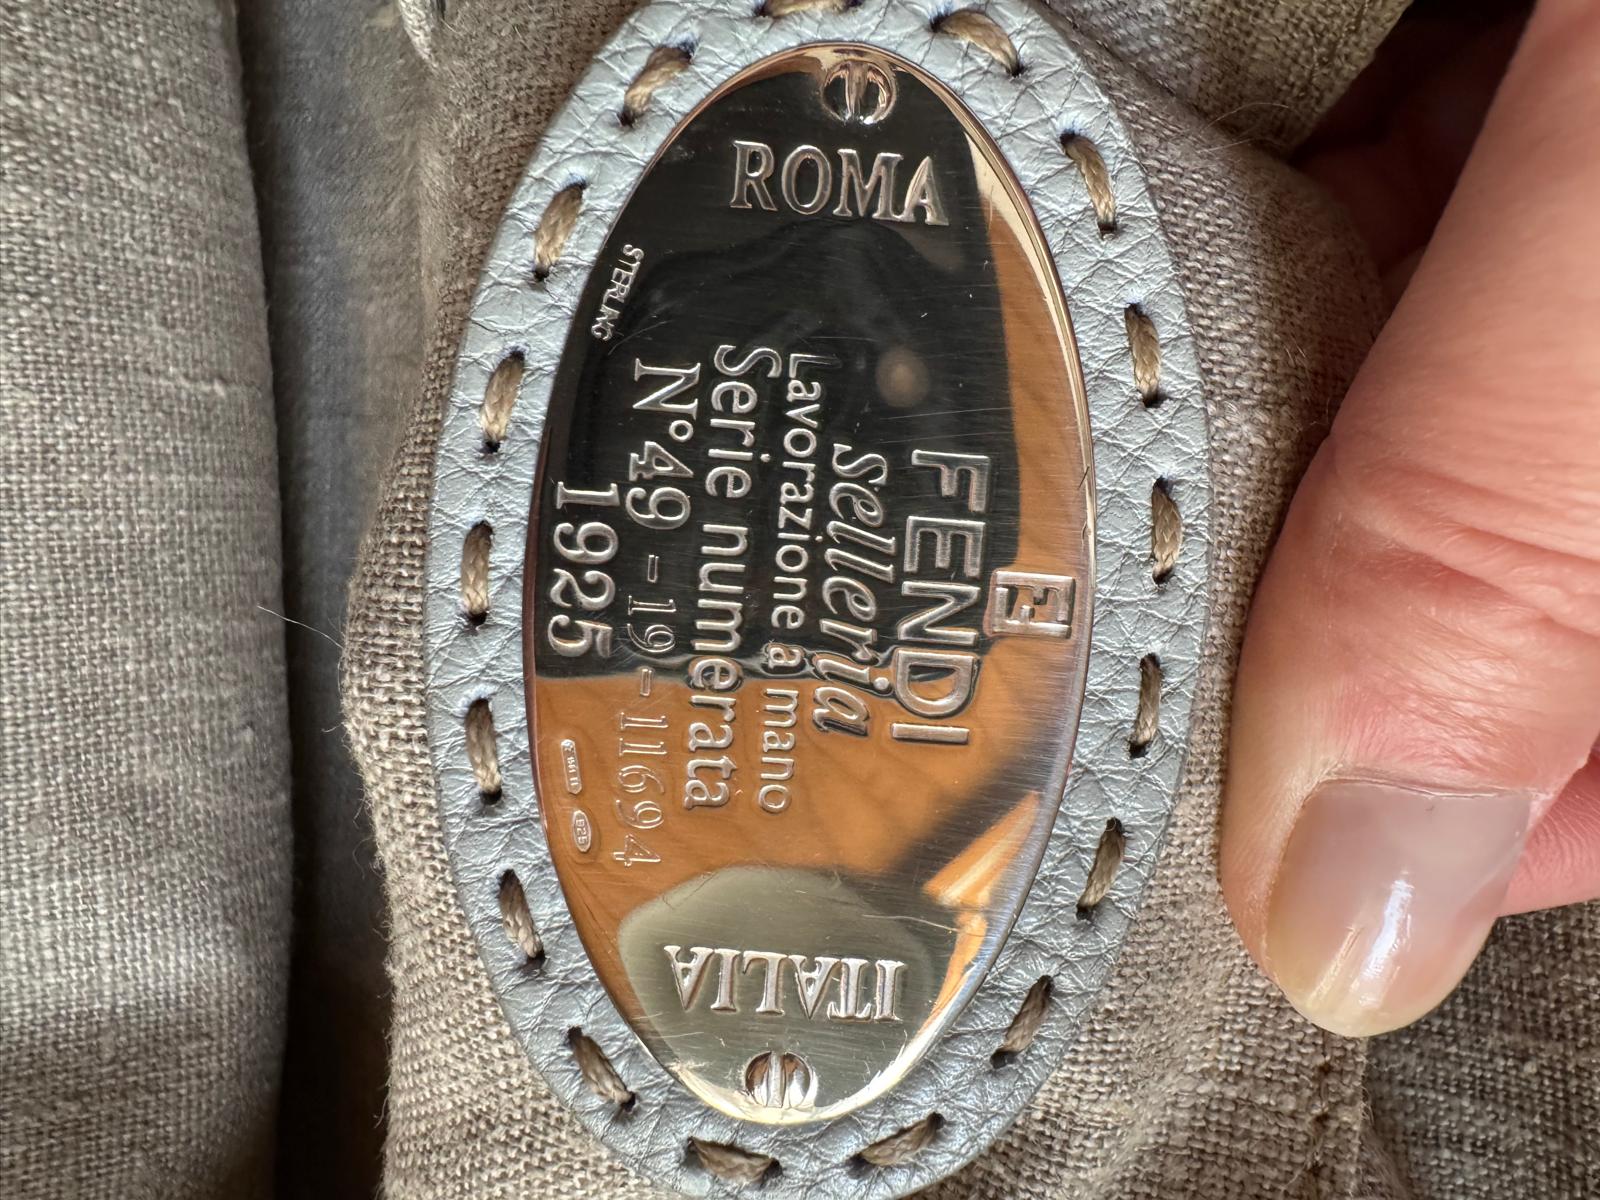 ROMA
FENDI
selleria
Lavorazione a mano
Serie numerata
N° 49 - 19 - 11694
1925
STERLING
925
ITALIA